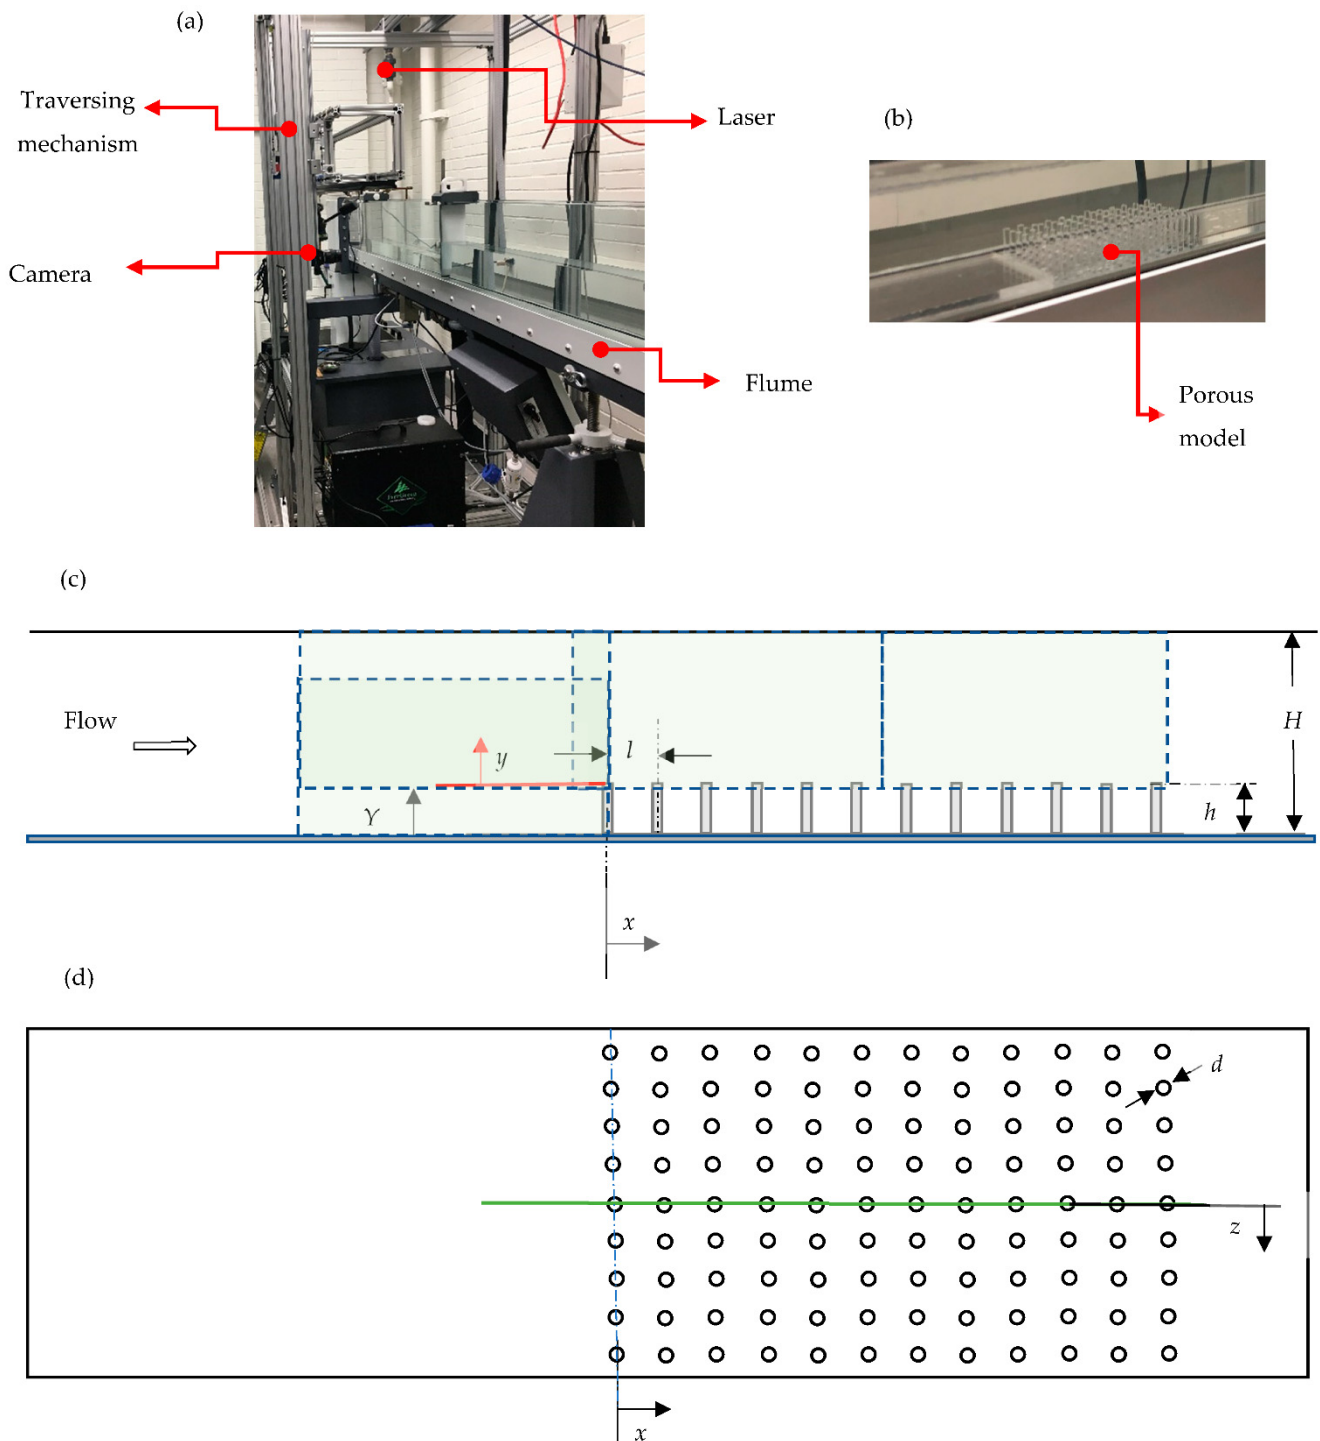 (a)
Traversing
mechanism
Laser
(b)
Camera
Flume
Porous
model
(c)
Flow
y
l
H
Y
h
x
(d)
d
z
x